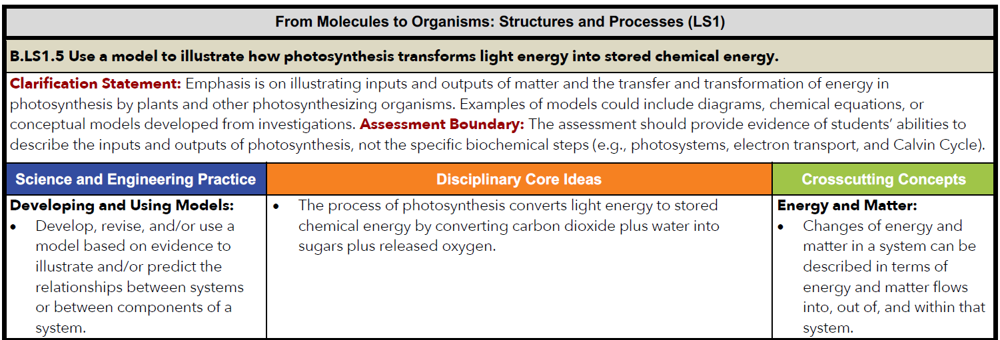 From Molecules to Organisms: Structures and Processes (LS1)
B.LS1.5 Use a model to illustrate how photosynthesis transforms light energy into stored chemical energy.
Clarification Statement: Emphasis is on illustrating inputs and outputs of matter and the transfer and transformation of energy in
photosynthesis by plants and other photosynthesizing organisms. Examples of models could include diagrams, chemical equations, or
conceptual models developed from investigations. Assessment Boundary: The assessment should provide evidence of students’ abilities to
describe the inputs and outputs of photosynthesis, not the specific biochemical steps (e.g., photosystems, electron transport, and Calvin Cycle).
Science and Engineering Practice
Developing and Using Models:
• Develop, revise, and/or use a
model based on evidence to
illustrate and/or predict the
relationships between systems
or between components of a
system.
Disciplinary Core Ideas
• The process of photosynthesis converts light energy to stored
chemical energy by converting carbon dioxide plus water into
sugars plus released oxygen.
Crosscutting Concepts
Energy and Matter:
• Changes of energy and
matter in a system can be
described in terms of
energy and matter flows
into, out of, and within that
system.